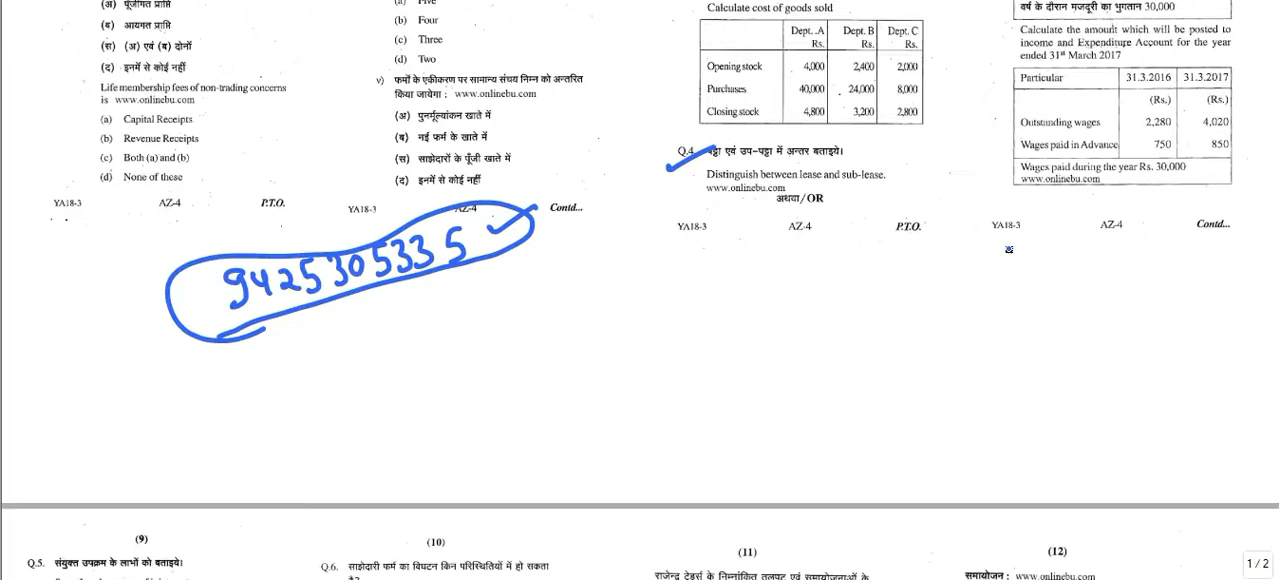 (अ) पूंजीगत प्राप्ति
(ब) आयगत प्राप्ति
(स) (अ) एवं (ब) दोनों
(द) इनमें से कोई नहीं
Life membership fees of non-trading concerns
is www.onlinebu.com
(a) Capital Receipts
(b) Revenue Receipts
(c) Both (a) and (b)
(d) None of these
YA18-3 AZ-4 P.T.O.
(a) Five
(b) Four
(c) Three
(d) Two
v) फर्मों के एकीकरण पर सामान्य संचय निम्न को अन्तरित
किया जायेगा : www.onlinebu.com
(अ) पुनर्मूल्यांकन खाते में
(ब) नई फर्म के खाते में
(स) साझेदारों के पूँजी खाते में
(द) इनमें से कोई नहीं
YA18-3 AZ-4 Contd...
9425305335
Calculate cost of goods sold
Dept. .A Dept. B Dept. C
Rs. Rs. Rs.
Opening stock 4,000 2,400 2,000
Purchases 40,000 24,000 8,000
Closing stock 4,800 3,200 2,800
Q.4 पट्टा एवं उप-पट्टा में अन्तर बताइये।
Distinguish between lease and sub-lease.
www.onlinebu.com
अथवा/OR
YA18-3 AZ-4 P.T.O.
वर्ष के दौरान मजदूरी का भुगतान 30,000
Calculate the amount which will be posted to
income and Expenditure Account for the year
ended 31st March 2017
Particular 31.3.2016 31.3.2017
(Rs.) (Rs.)
Outstanding wages 2,280 4,020
Wages paid in Advance 750 850
Wages paid during the year Rs. 30,000
www.onlinebu.com
YA18-3 AZ-4 Contd...
(9)
Q.5. संयुक्त उपक्रम के लाभों को बताइये।
(10)
Q.6. साझेदारी फर्म का विघटन किन परिस्थितियों में हो सकता
(11)
राजेन्द्र ट्रेडर्स के निम्नांकित तलपट एवं समायोजनाओं के
(12)
समायोजन : www.onlinebu.com
1 / 2